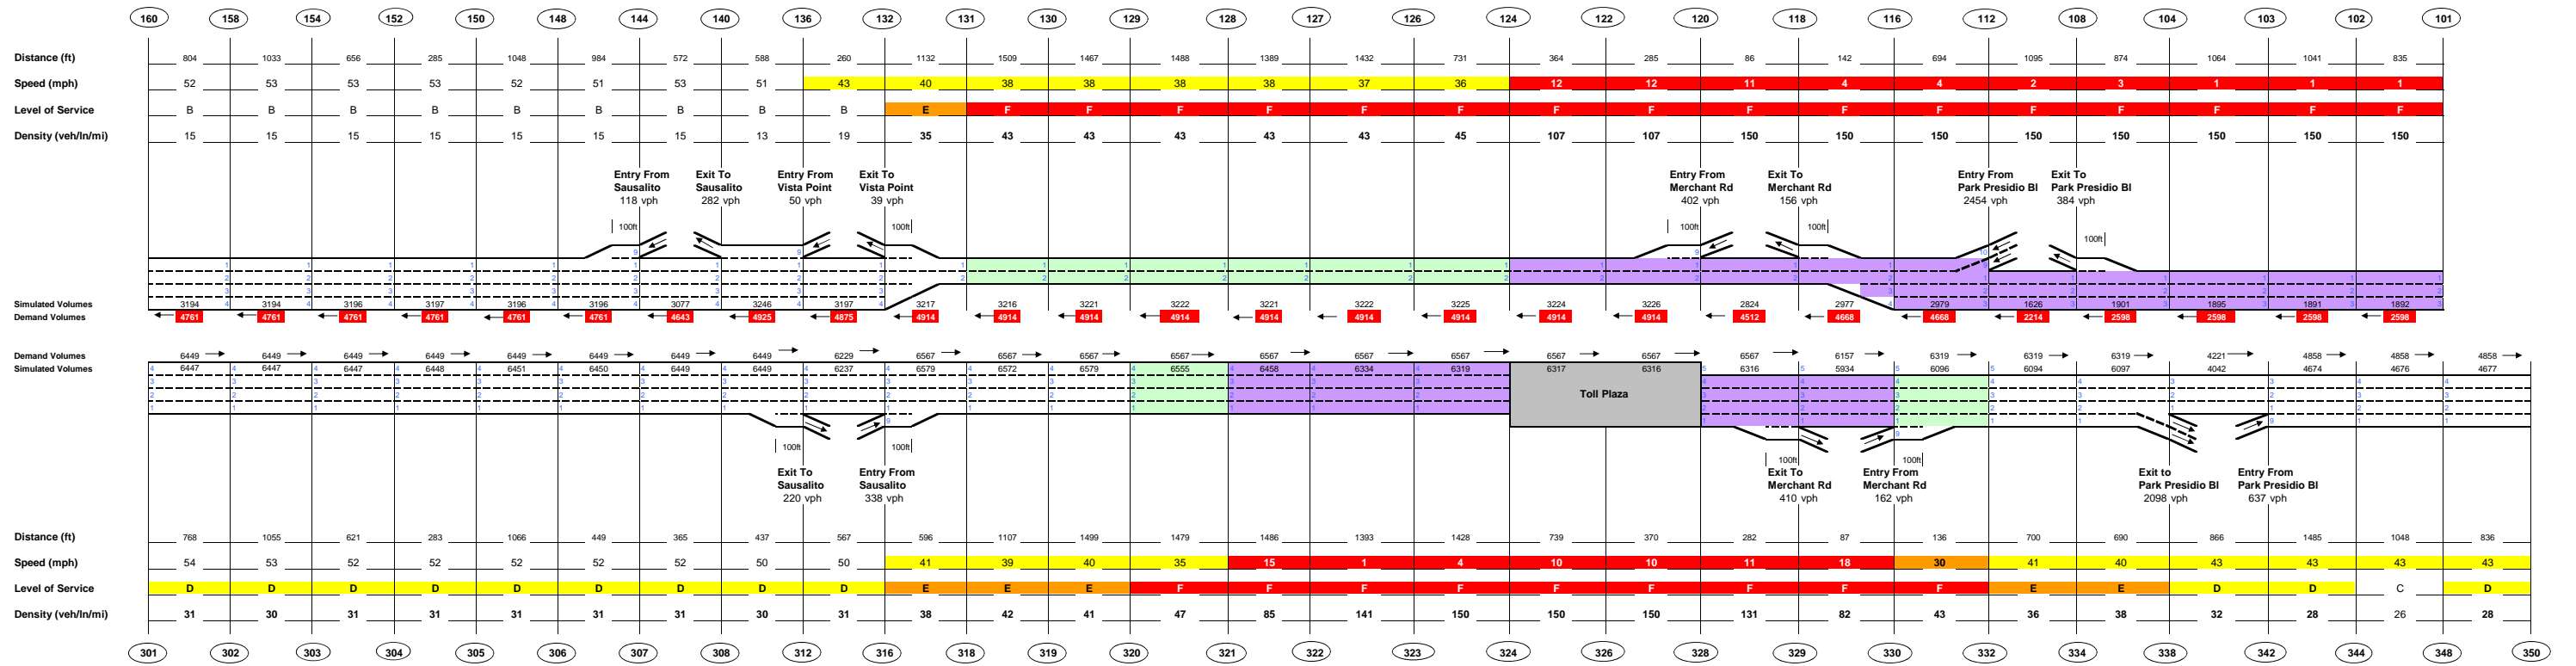 160 158 154 152 150 148 144 140 136 132 131 130 129 128 127 126 124 122 120 118 116 112 108 104 103 102 101
Distance (ft) 804 1033 656 285 1048 984 572 588 260 1132 1509 1467 1488 1389 1432 731 364 285 86 142 694 1095 874 1064 1041 835
Speed (mph) 52 53 53 53 52 51 53 51 43 40 38 38 38 38 37 36 12 12 11 4 4 2 3 1 1 1
Level of Service B B B B B B B B B E F F F F F F F F F F F F F F F F
Density (veh/ln/mi) 15 15 15 15 15 15 15 13 19 35 43 43 43 43 43 45 107 107 150 150 150 150 150 150 150 150
Entry From Exit To Entry From Exit To Entry From Exit To Entry From Exit To
Sausalito Sausalito Vista Point Vista Point Merchant Rd Merchant Rd Park Presidio Bl Park Presidio Bl
118 vph 282 vph 50 vph 39 vph 402 vph 156 vph 2454 vph 384 vph
100ft 100ft 100ft 100ft 100ft
Simulated Volumes 3194 3194 3196 3197 3196 3196 3077 3246 3197 3217 3216 3221 3222 3221 3222 3225 3224 3226 2824 2977 2979 1626 1901 1895 1891 1892
Demand Volumes 4761 4761 4761 4761 4761 4761 4643 4925 4875 4914 4914 4914 4914 4914 4914 4914 4914 4914 4512 4668 4668 2214 2598 2598 2598 2598
Demand Volumes 6449 6449 6449 6449 6449 6449 6449 6449 6229 6567 6567 6567 6567 6567 6567 6567 6567 6567 6567 6157 6319 6319 6319 4221 4858 4858 4858
Simulated Volumes 6447 6447 6447 6448 6451 6450 6449 6449 6237 6579 6572 6579 6555 6458 6334 6319 6317 6316 6316 5934 6096 6094 6097 4042 4674 4676 4677
Toll Plaza
100ft 100ft 100ft 100ft
Exit To Entry From Exit To Entry From Exit to Entry From
Sausalito Sausalito Merchant Rd Merchant Rd Park Presidio Bl Park Presidio Bl
220 vph 338 vph 410 vph 162 vph 2098 vph 637 vph
Distance (ft) 768 1055 621 283 1066 449 365 437 567 596 1107 1499 1479 1486 1393 1428 739 370 282 87 136 700 690 866 1485 1048 836
Speed (mph) 54 53 52 52 52 52 52 50 50 41 39 40 35 15 1 4 10 10 11 18 30 41 40 43 43 43 43
Level of Service D D D D D D D D D E E E F F F F F F F F F E E D D C D
Density (veh/ln/mi) 31 30 31 31 31 31 31 30 31 38 42 41 47 85 141 150 150 150 131 82 43 36 38 32 28 26 28
301 302 303 304 305 306 307 308 312 316 318 319 320 321 322 323 324 326 328 329 330 332 334 338 342 344 348 350